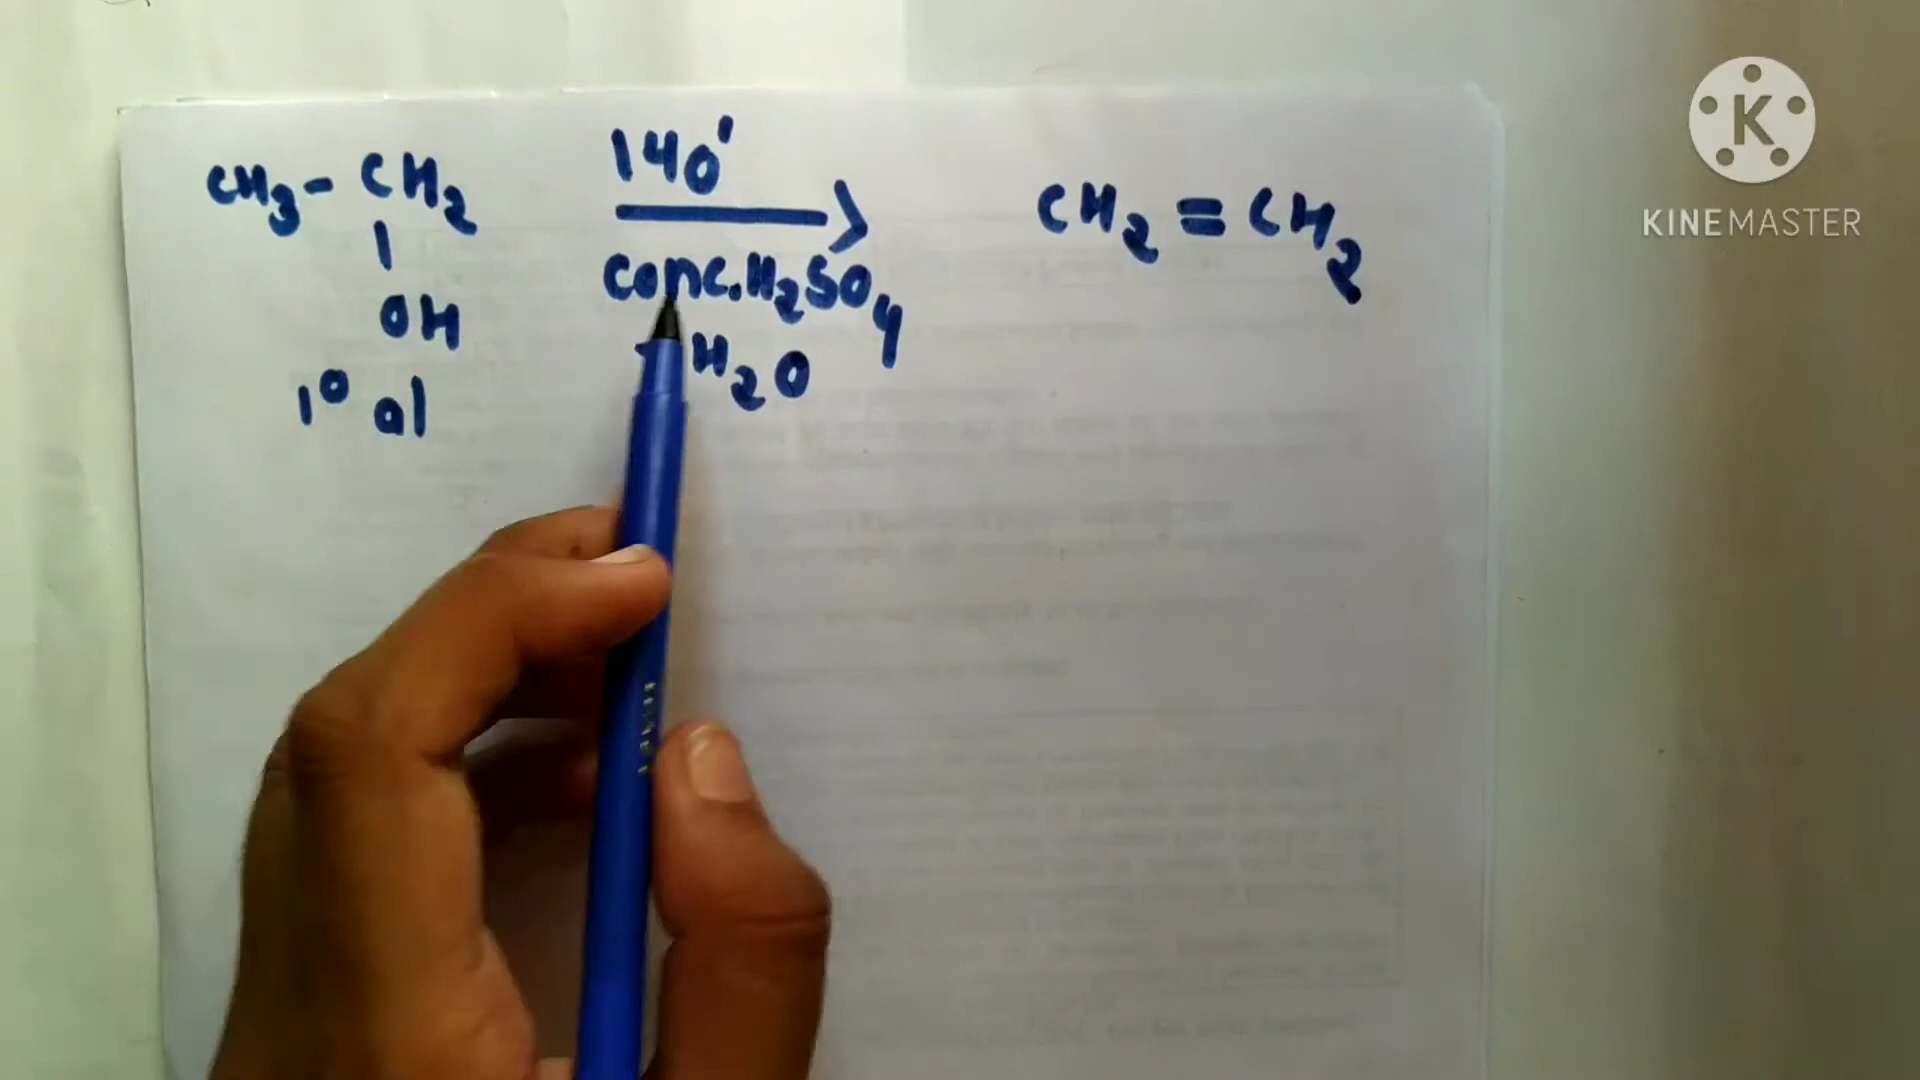 CH3 - CH2
|
OH
1° al
140°
conc. H2SO4
- H2O
CH2 = CH2
K
KINEMASTER